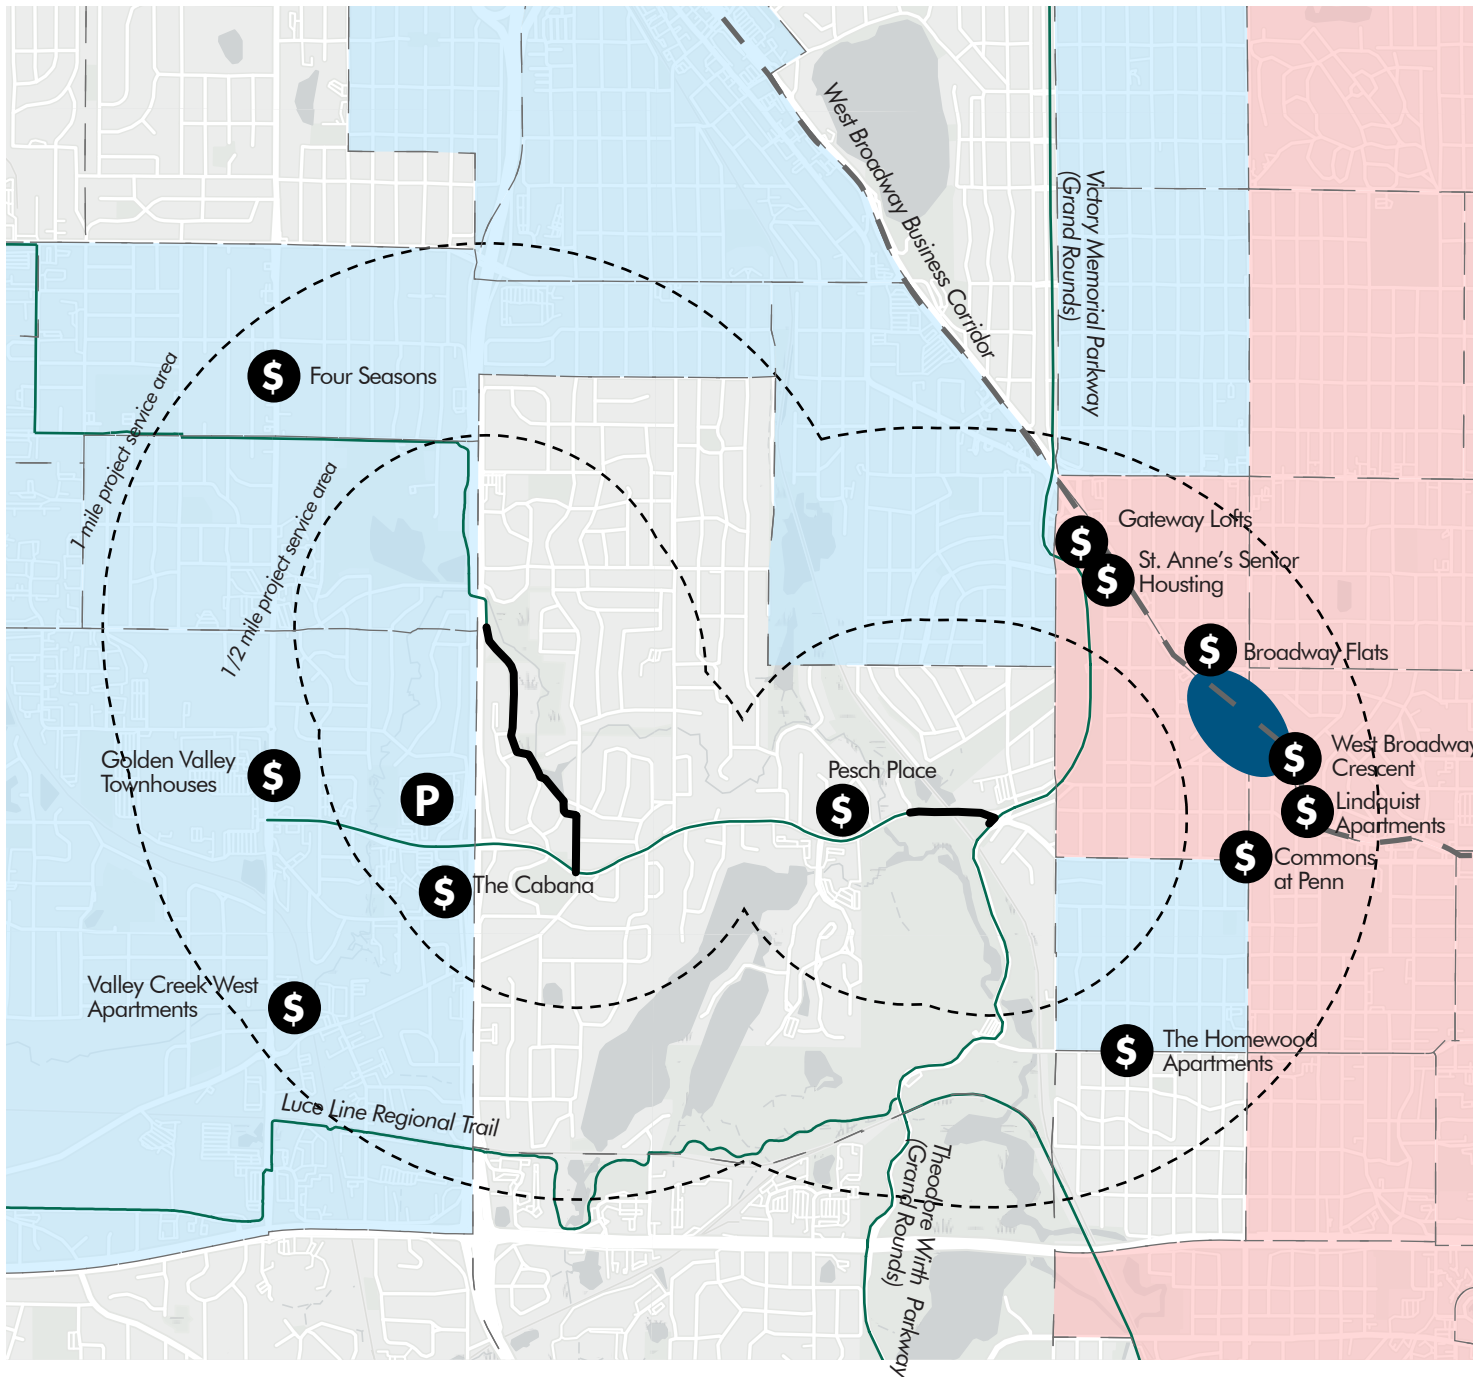 West Broadway Business Corridor
Victory Memorial Parkway
(Grand Rounds)
1 mile project service area
$ Four Seasons
1/2 mile project service area
Gateway Lofts
$
St. Anne's Senior
Housting
$
$ Broadway Flats
Golden Valley
Townhouses
$
P
Pesch Place
$
West Broadway
Crescent
$
Lindquist
Apartments
$
Commons
at Penn
$
$ The Cabana
Valley Creek West
Apartments
$
The Homewood
Apartments
$
Luce Line Regional Trail
Theodore Wirth Parkway
(Grand Rounds)